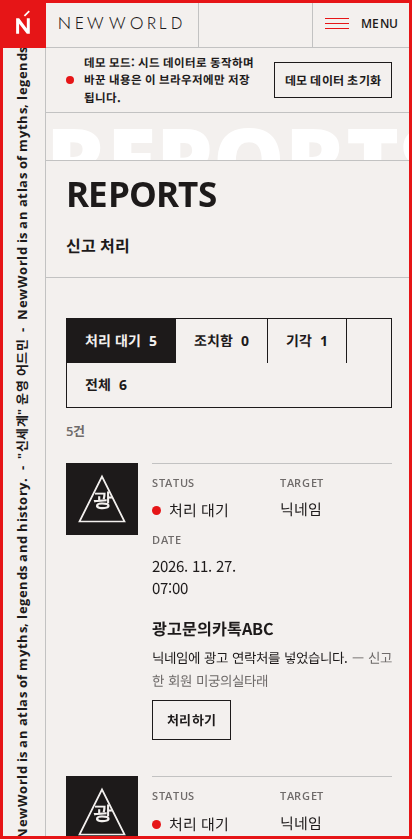 Ń
NEWWORLD
MENU
데모 모드: 시드 데이터로 동작하며
바꾼 내용은 이 브라우저에만 저장
됩니다.
데모 데이터 초기화
REPORTS
REPORTS
신고 처리
처리 대기 5
조치함 0
기각 1
전체 6
5건
광
STATUS
TARGET
처리 대기
닉네임
DATE
2026. 11. 27.
07:00
광고문의카톡ABC
닉네임에 광고 연락처를 넣었습니다. — 신고
한 회원 미궁의실타래
처리하기
광
STATUS
TARGET
처리 대기
닉네임
NewWorld is an atlas of myths, legends and history. - "신세계" 운영 어드민 - NewWorld is an atlas of myths, legends